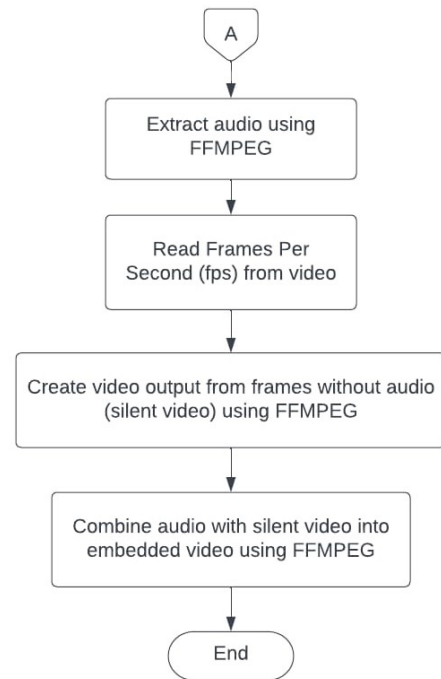 A
Extract audio using
FFMPEG
Read Frames Per
Second (fps) from video
Create video output from frames without audio
(silent video) using FFMPEG
Combine audio with silent video into
embedded video using FFMPEG
End